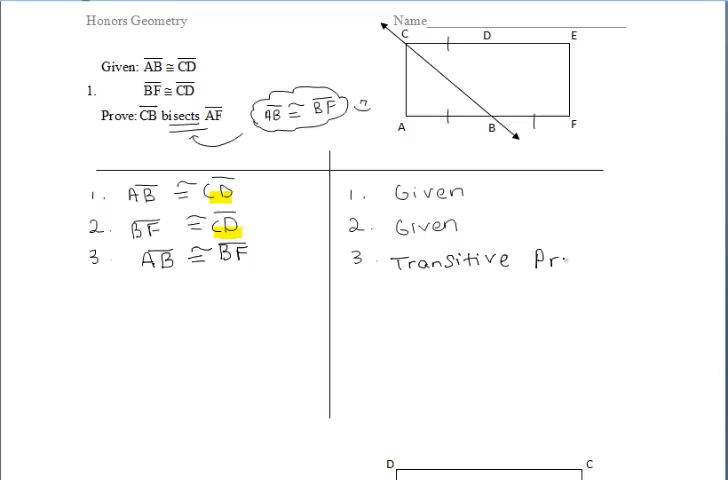 Honors Geometry
Name
Given: AB ≅ CD
1. BF ≅ CD
Prove: CB bisects AF
AB ≅ BF
C D E
A B F
1. AB ≅ CD 1. Given
2. BF ≅ CD 2. Given
3. AB ≅ BF 3. Transitive Pr
D C